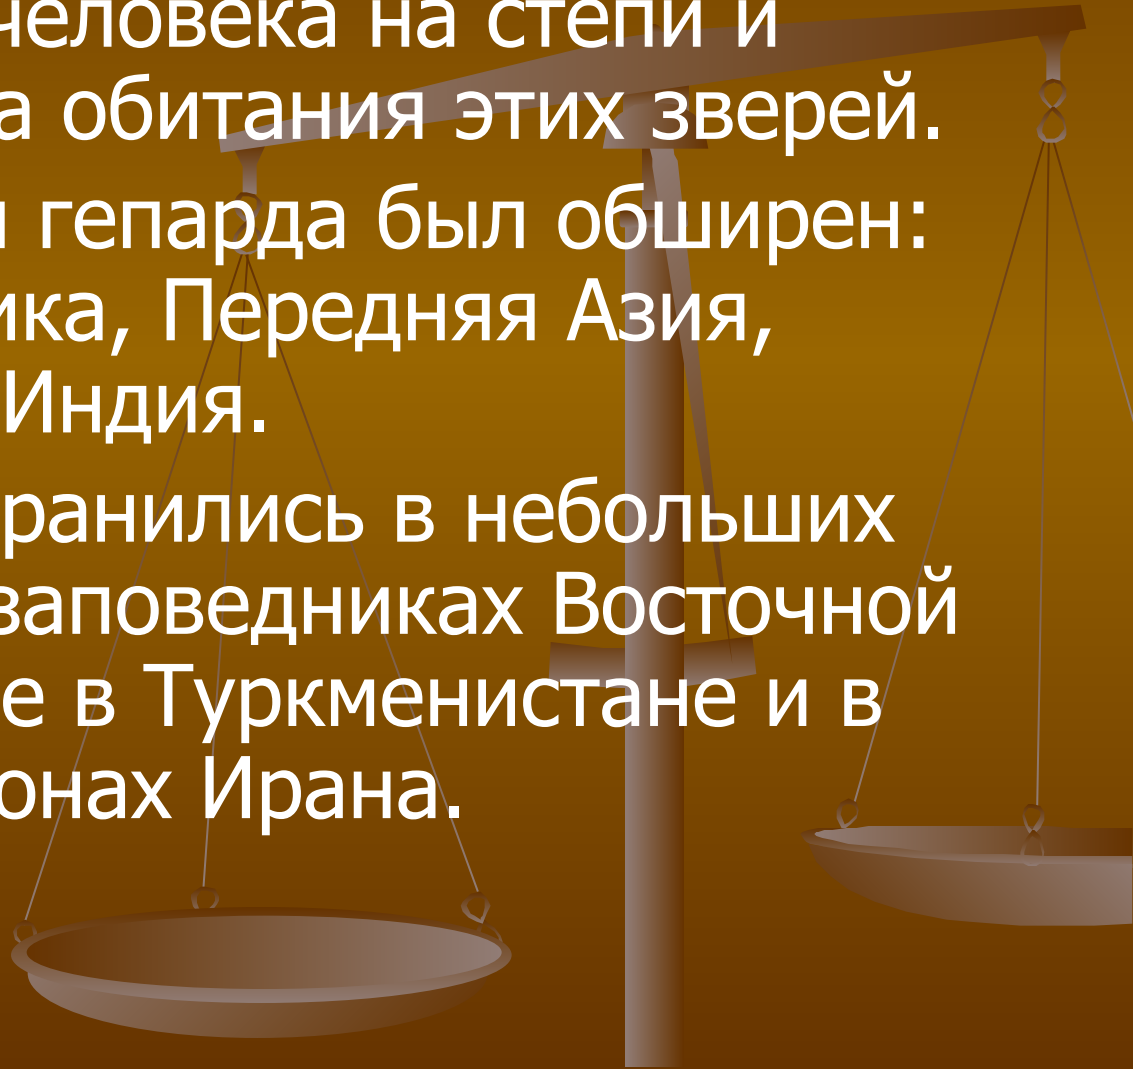 человека на степи и
а обитания этих зверей.
гепарда был обширен:
ика, Передняя Азия,
Индия.
ранились в небольших
заповедниках Восточной
е в Туркменистане и в
онах Ирана.